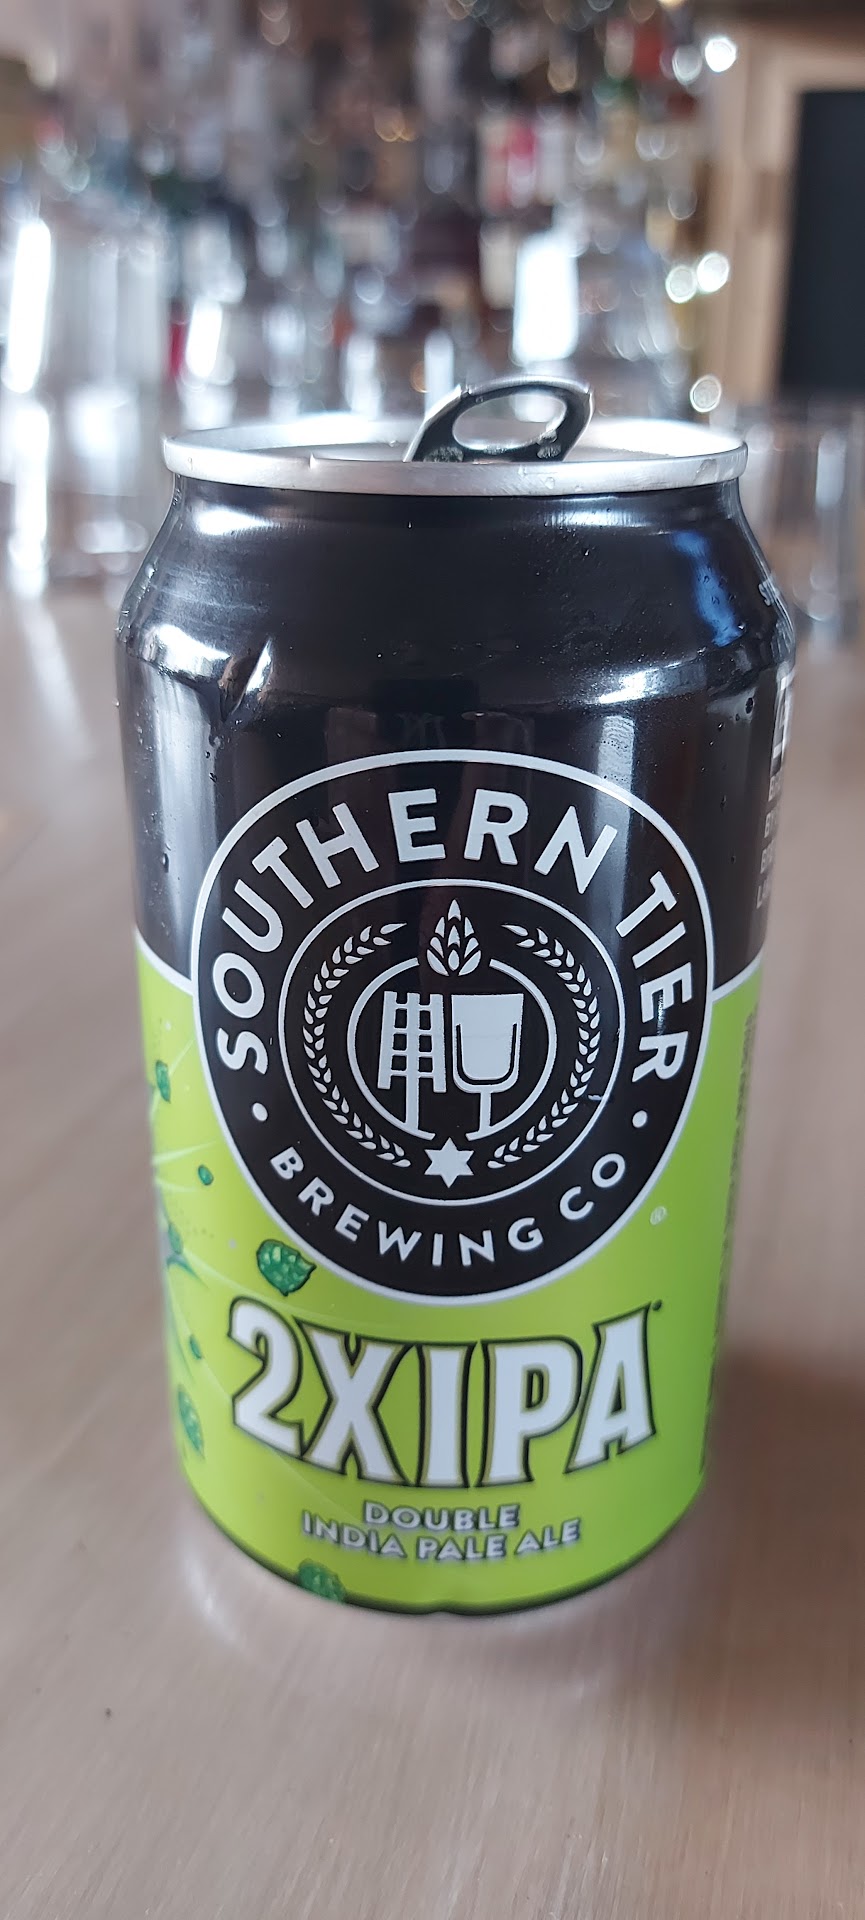 SOUTHERN TIER
BREWING CO
2XIPA
DOUBLE
INDIA PALE ALE